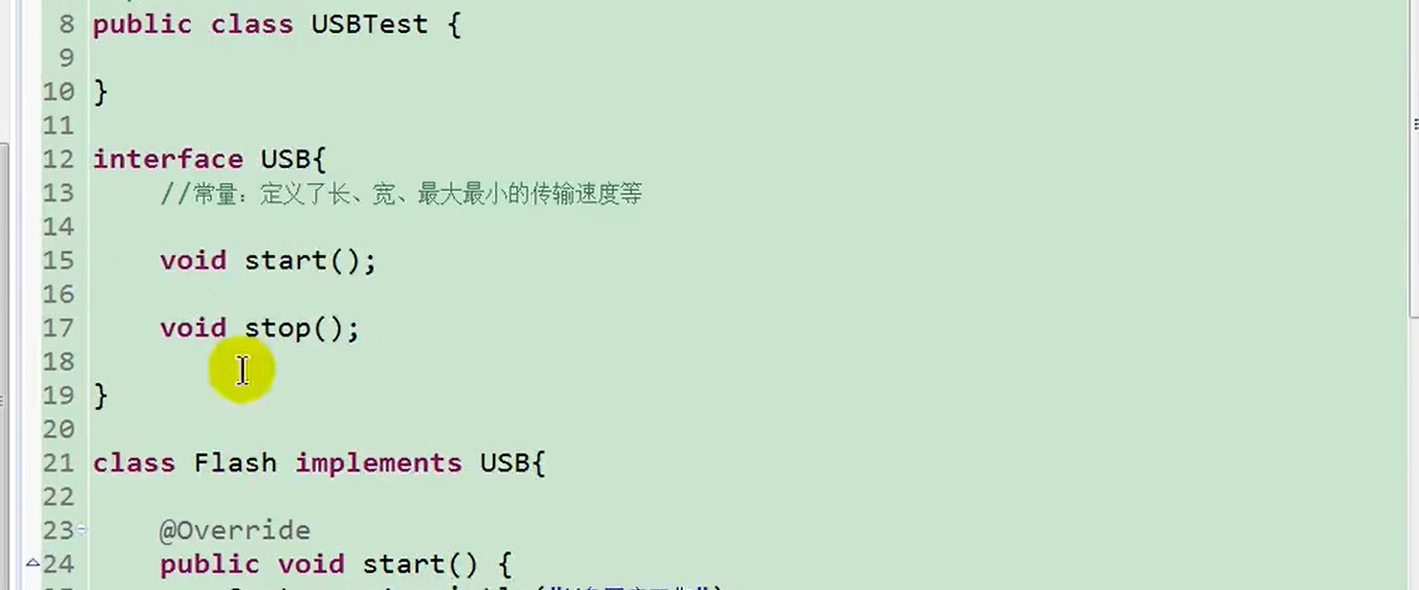 8 public class USBTest {
9
10 }
11
12 interface USB{
13 //常量：定义了长、宽、最大最小的传输速度等
14
15 void start();
16
17 void stop();
18
19 }
20
21 class Flash implements USB{
22
23 @Override
24 public void start() {